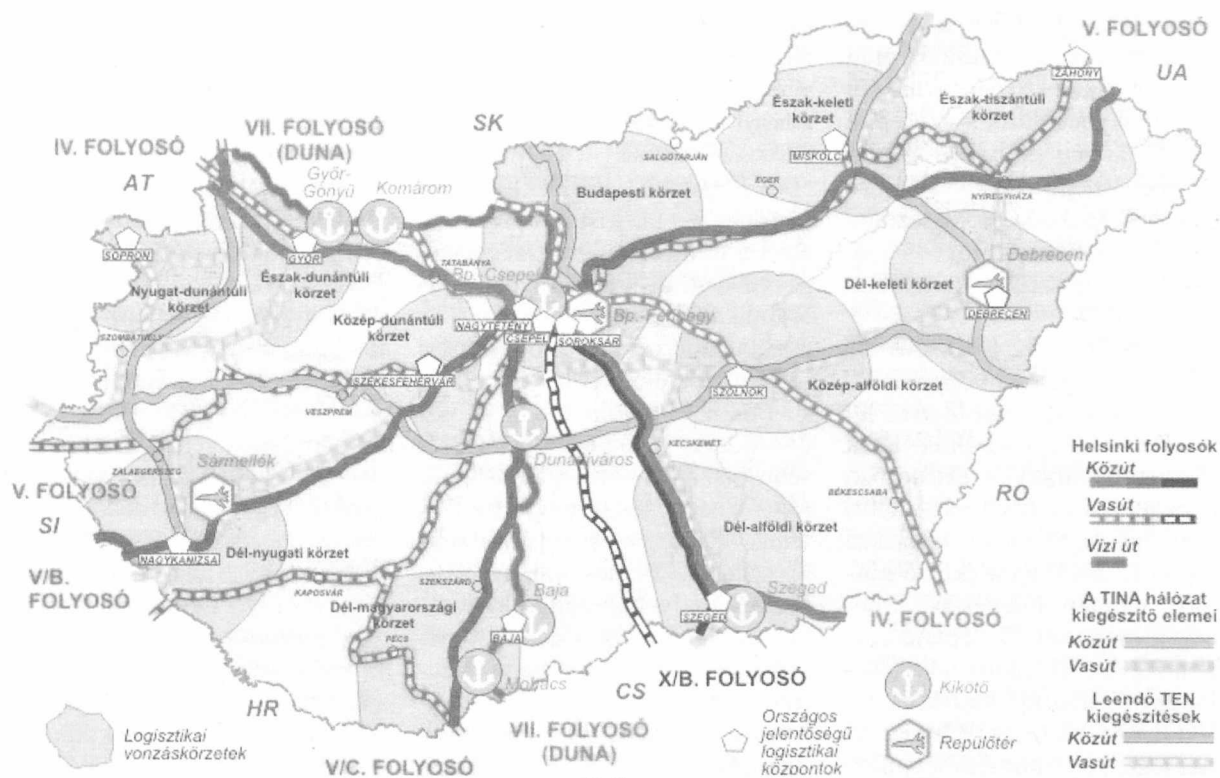 V. FOLYOSÓ
ZÁHONY
UA
Észak-keleti
körzet
Észak-tiszántúli
körzet
VII. FOLYOSÓ
(DUNA)
SK
IV. FOLYOSÓ
AT
Győr-
Gönyü
Komárom
SALGÓTARJÁN
MISKOLC
EGER
NYÍREGYHÁZA
Budapesti körzet
SOPRON
GYŐR
TATABÁNYA
Bp.-Csepel
Debrecen
Észak-dunántúli
körzet
Nyugat-dunántúli
körzet
Dél-keleti körzet
DEBRECEN
Közép-dunántúli
körzet
NAGYTÉTÉNY
CSEPEL
SOROKSÁR
Bp.-Ferihegy
SZOMBATHELY
SZÉKESFEHÉRVÁR
SZOLNOK
Közép-alföldi körzet
VESZPRÉM
KECSKEMÉT
Dunaújváros
ZALAEGERSZEG
Sármellék
V. FOLYOSÓ
SI
BÉKÉSCSABA
RO
Dél-alföldi körzet
NAGYKANIZSA
Dél-nyugati körzet
V/B.
FOLYOSÓ
KAPOSVÁR
SZEKSZÁRD
Baja
Szeged
Dél-magyarországi
körzet
SZEGED
IV. FOLYOSÓ
PÉCS
BAJA
Mohács
CS
X/B. FOLYOSÓ
HR
VII. FOLYOSÓ
(DUNA)
V/C. FOLYOSÓ
Logisztikai
vonzáskörzetek
Országos
jelentőségű
logisztikai
központok
Kikötő
Repülőtér
Helsinki folyosók
Közút
Vasút
Vízi út
A TINA hálózat
kiegészítő elemei
Közút
Vasút
Leendő TEN
kiegészítések
Közút
Vasút